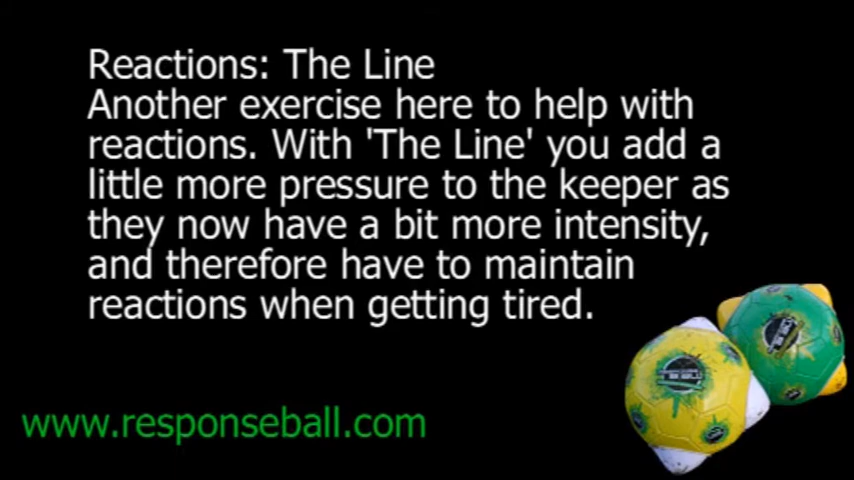 Reactions: The Line
Another exercise here to help with
reactions. With 'The Line' you add a
little more pressure to the keeper as
they now have a bit more intensity,
and therefore have to maintain
reactions when getting tired.
www.responseball.com